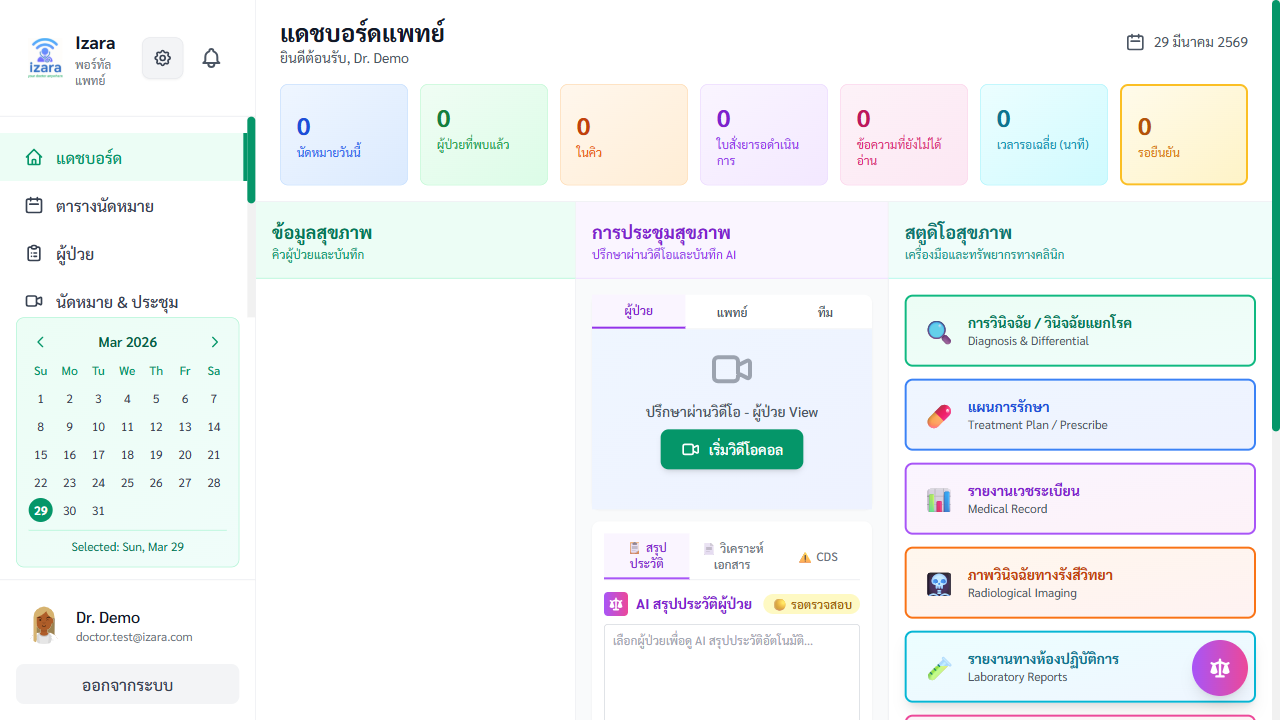 izara
Izara
พอร์ทัล
แพทย์
แดชบอร์ด
ตารางนัดหมาย
ผู้ป่วย
นัดหมาย & ประชุม
Mar 2026
Su Mo Tu We Th Fr Sa
1 2 3 4 5 6 7
8 9 10 11 12 13 14
15 16 17 18 19 20 21
22 23 24 25 26 27 28
29 30 31
Selected: Sun, Mar 29
Dr. Demo
doctor.test@izara.com
ออกจากระบบ
แดชบอร์ดแพทย์
ยินดีต้อนรับ, Dr. Demo
29 มีนาคม 2569
0
นัดหมายวันนี้
0
ผู้ป่วยที่พบแล้ว
0
ในคิว
0
ใบสั่งยารอดำเนิน
การ
0
ข้อความที่ยังไม่ได้
อ่าน
0
เวลารอเฉลี่ย (นาที)
0
รอยืนยัน
ข้อมูลสุขภาพ
คิวผู้ป่วยและบันทึก
การประชุมสุขภาพ
ปรึกษาผ่านวิดีโอและบันทึก AI
ผู้ป่วย แพทย์ ทีม
ปรึกษาผ่านวิดีโอ - ผู้ป่วย View
เริ่มวิดีโอคอล
สรุป
ประวัติ
วิเคราะห์
เอกสาร
CDS
AI สรุปประวัติผู้ป่วย
รอตรวจสอบ
เลือกผู้ป่วยเพื่อดู AI สรุปประวัติอัตโนมัติ...
สตูดิโอสุขภาพ
เครื่องมือและทรัพยากรทางคลินิก
การวินิจฉัย / วินิจฉัยแยกโรค
Diagnosis & Differential
แผนการรักษา
Treatment Plan / Prescribe
รายงานเวชระเบียน
Medical Record
ภาพวินิจฉัยทางรังสีวิทยา
Radiological Imaging
รายงานทางห้องปฏิบัติการ
Laboratory Reports